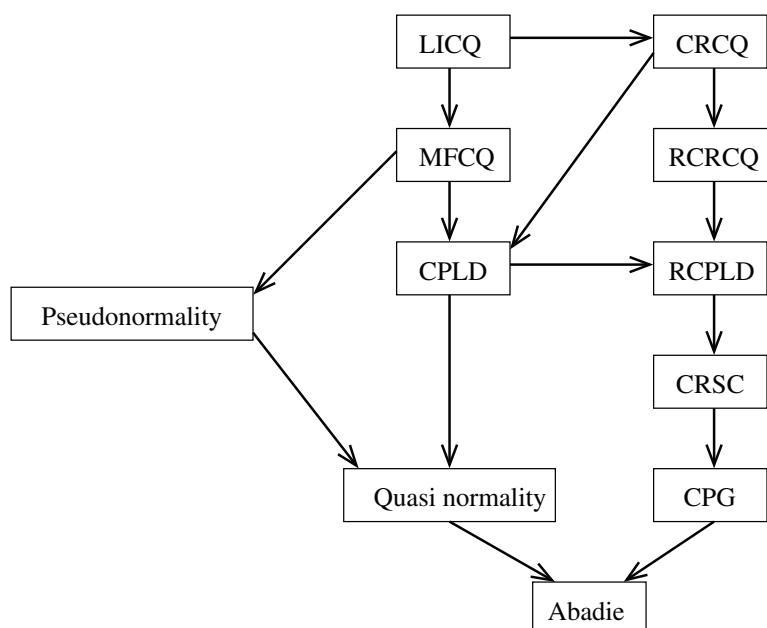 LICQ
CRCQ
MFCQ
RCRCQ
CPLD
RCPLD
Pseudonormality
CRSC
Quasi normality
CPG
Abadie